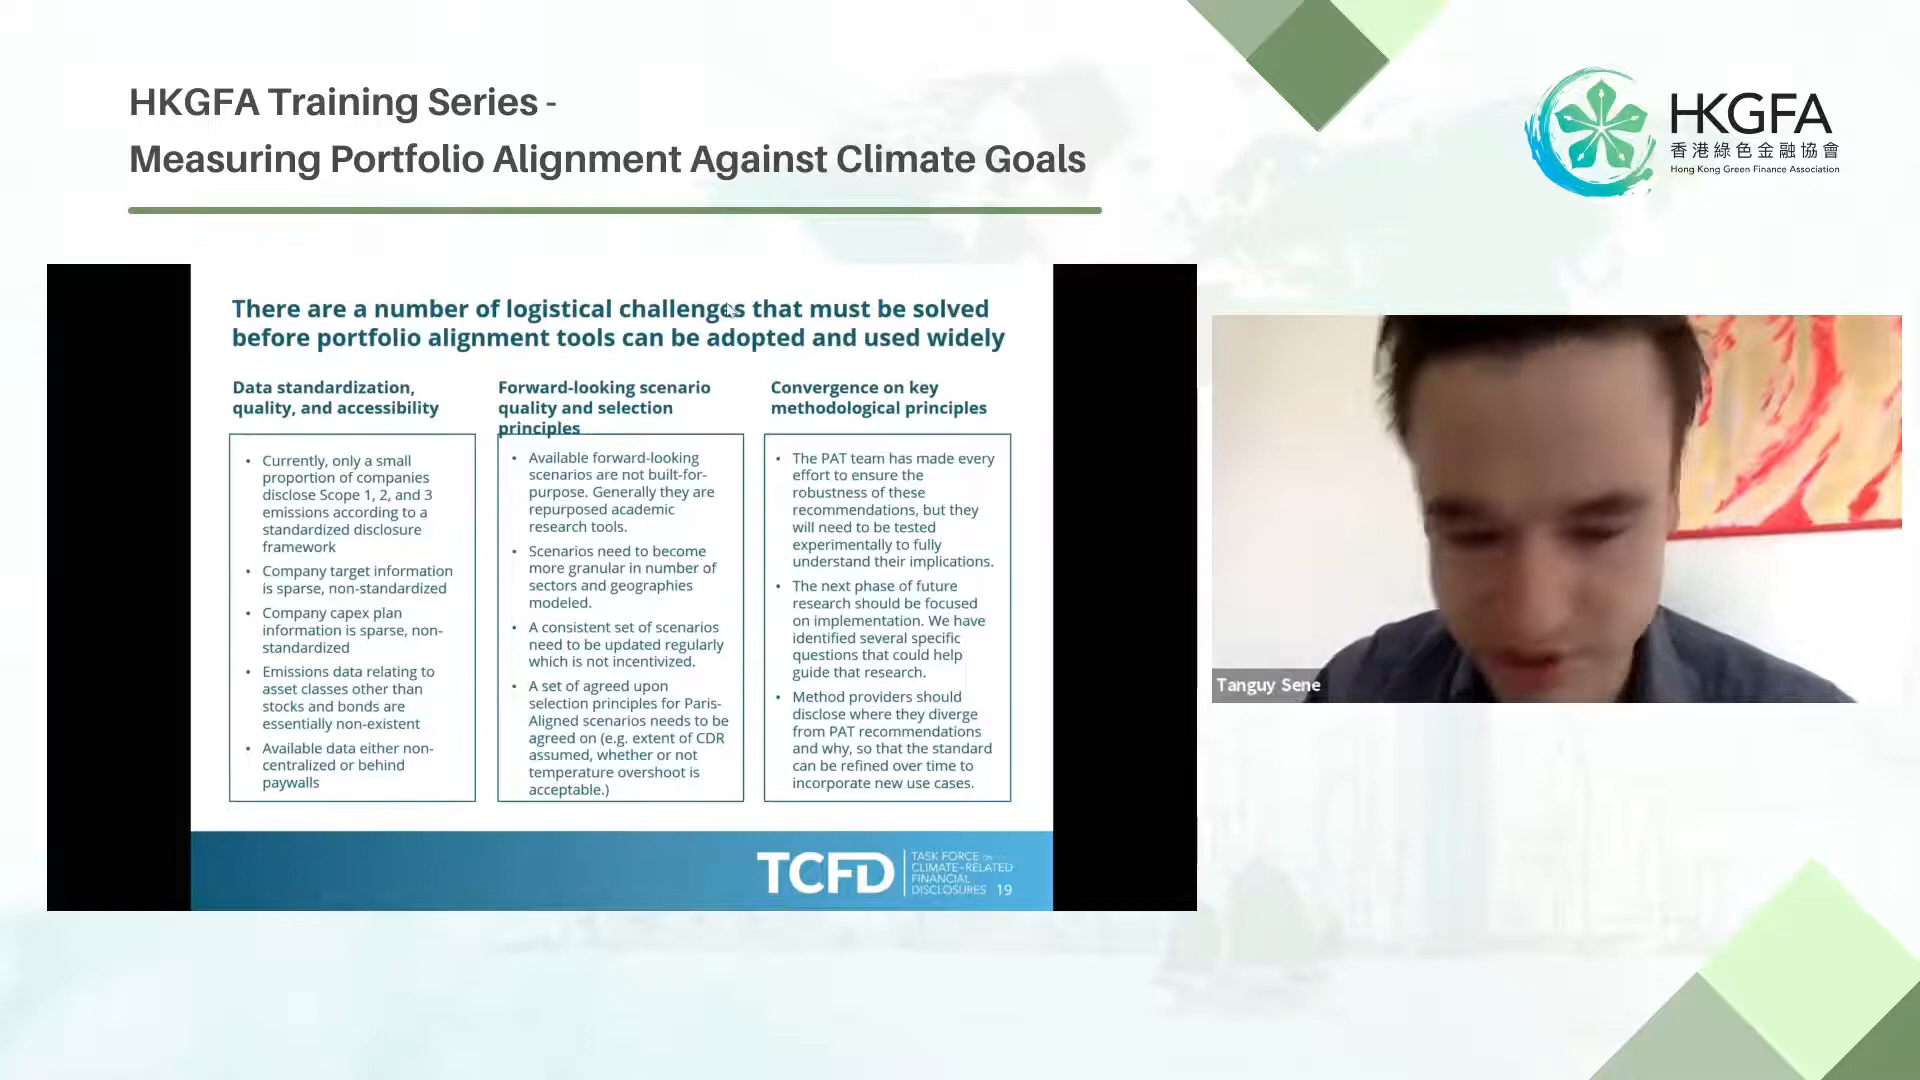 HKGFA Training Series -
Measuring Portfolio Alignment Against Climate Goals
HKGFA
香港綠色金融協會
Hong Kong Green Finance Association
There are a number of logistical challenges that must be solved
before portfolio alignment tools can be adopted and used widely
Data standardization,
quality, and accessibility
• Currently, only a small
proportion of companies
disclose Scope 1, 2, and 3
emissions according to a
standardized disclosure
framework
• Company target information
is sparse, non-standardized
• Company capex plan
information is sparse, non-
standardized
• Emissions data relating to
asset classes other than
stocks and bonds are
essentially non-existent
• Available data either non-
centralized or behind
paywalls
Forward-looking scenario
quality and selection
principles
• Available forward-looking
scenarios are not built-for-
purpose. Generally they are
repurposed academic
research tools.
• Scenarios need to become
more granular in number of
sectors and geographies
modeled.
• A consistent set of scenarios
need to be updated regularly
which is not incentivized.
• A set of agreed upon
selection principles for Paris-
Aligned scenarios needs to be
agreed on (e.g. extent of CDR
assumed, whether or not
temperature overshoot is
acceptable.)
Convergence on key
methodological principles
• The PAT team has made every
effort to ensure the
robustness of these
recommendations, but they
will need to be tested
experimentally to fully
understand their implications.
• The next phase of future
research should be focused
on implementation. We have
identified several specific
questions that could help
guide that research.
• Method providers should
disclose where they diverge
from PAT recommendations
and why, so that the standard
can be refined over time to
incorporate new use cases.
TCFD
TASK FORCE ON
CLIMATE-RELATED
FINANCIAL
DISCLOSURES
19
Tanguy Sene